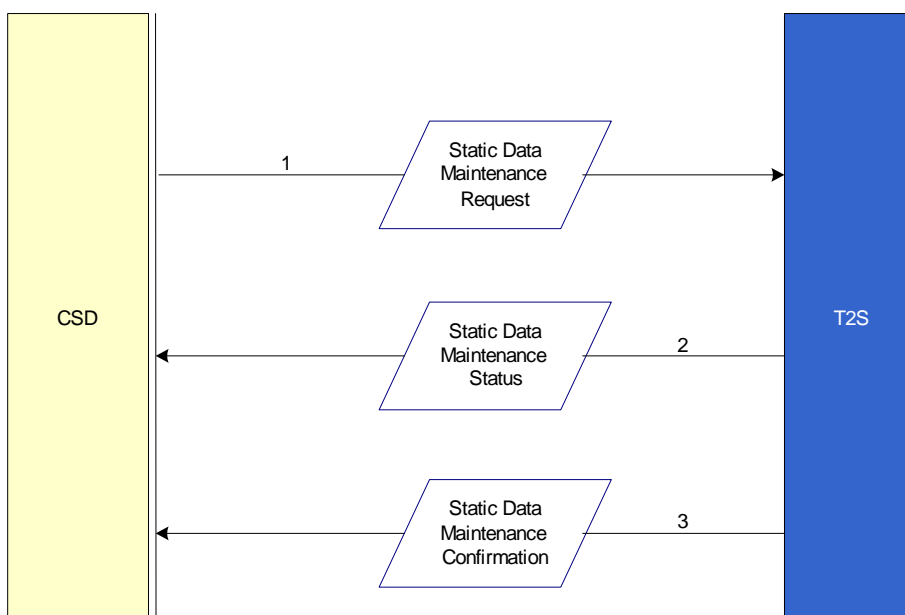 1
Static Data
Maintenance
Request
CSD
T2S
Static Data
Maintenance
Status
2
Static Data
Maintenance
Confirmation
3